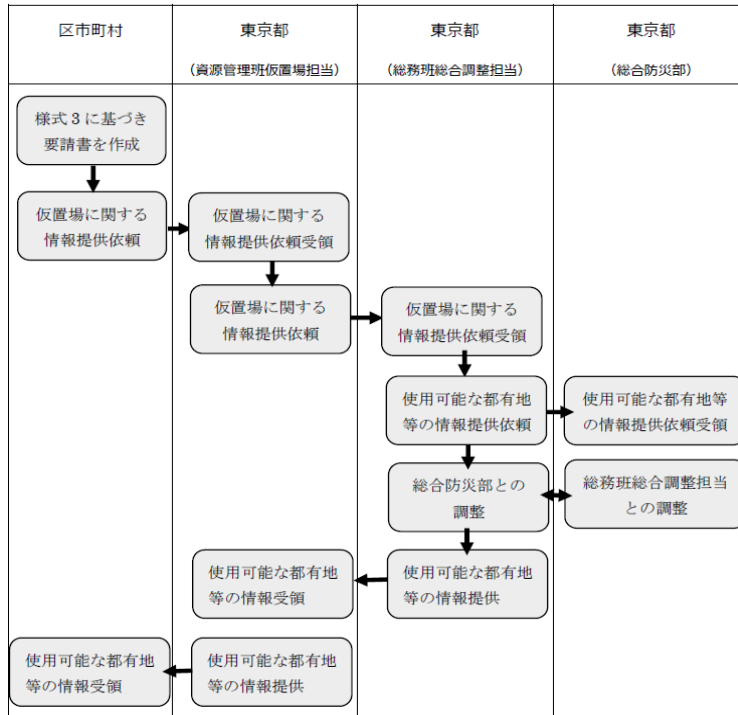 区市町村
東京都
（資源管理班仮置場担当）
東京都
（総務班総合調整担当）
東京都
（総合防災部）
様式 3 に基づき
要請書を作成
仮置場に関する
情報提供依頼
仮置場に関する
情報提供依頼受領
仮置場に関する
情報提供依頼
仮置場に関する
情報提供依頼受領
使用可能な都有地
等の情報提供依頼
使用可能な都有地等
の情報提供依頼受領
総合防災部との
調整
総務班総合調整担当
との調整
使用可能な都有地
等の情報受領
使用可能な都有地
等の情報提供
使用可能な都有地
等の情報受領
使用可能な都有地
等の情報提供